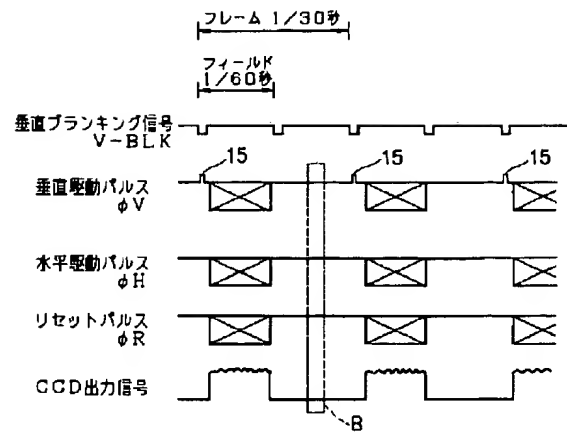 フレーム 1/30秒
フィールド
1/60秒
垂直ブランキング信号
V-BLK
15
15
15
垂直駆動パルス
φV
水平駆動パルス
φH
リセットパルス
φR
CCD出力信号
B